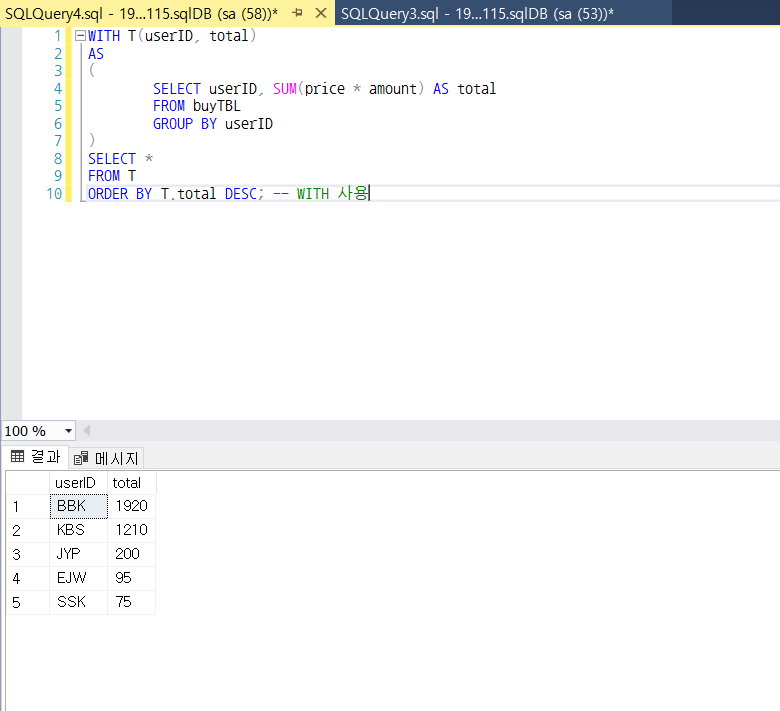 SQLQuery4.sql - 19...115.sqlDB (sa (58))* SQLQuery3.sql - 19...115.sqlDB (sa (53))*
1 WITH T(userID, total)
2 AS
3 (
4 SELECT userID, SUM(price * amount) AS total
5 FROM buyTBL
6 GROUP BY userID
7 )
8 SELECT *
9 FROM T
10 ORDER BY T.total DESC; -- WITH 사용
100 %
결과 메시지
userID total
1 BBK 1920
2 KBS 1210
3 JYP 200
4 EJW 95
5 SSK 75